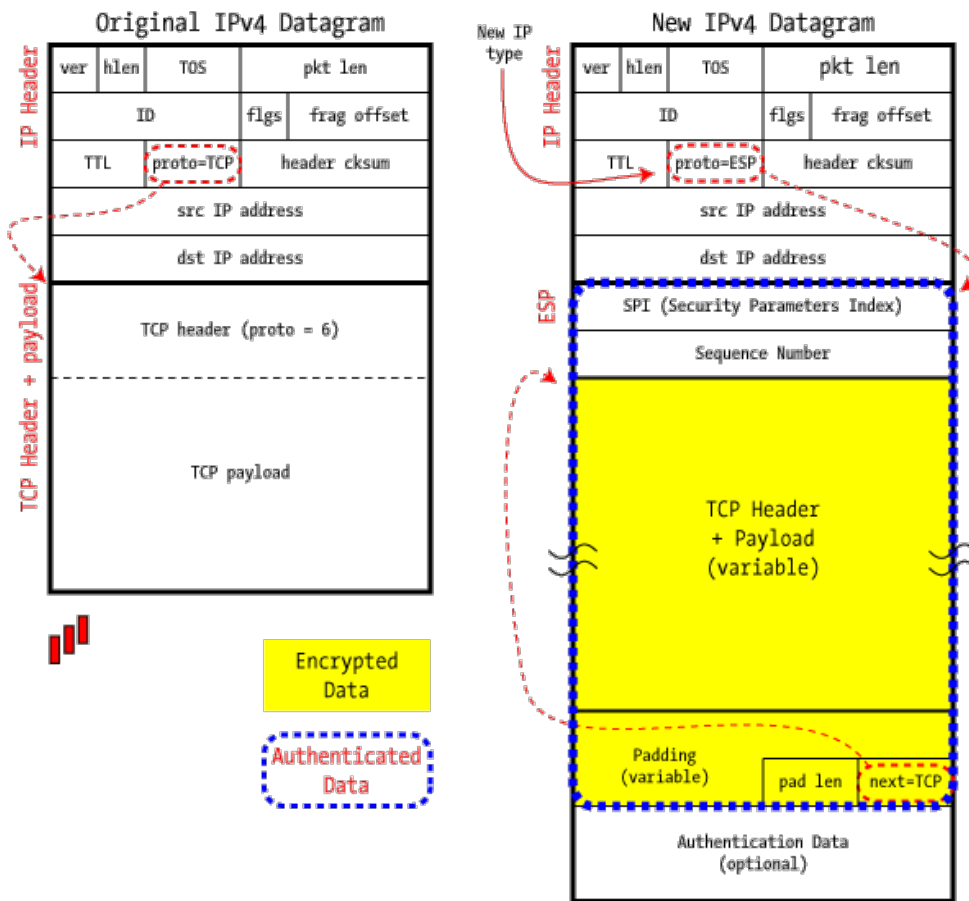 Original IPv4 Datagram
IP Header
ver hlen TOS pkt len
ID flgs frag offset
TTL proto=TCP header cksum
src IP address
dst IP address
TCP Header + payload
TCP header (proto = 6)
TCP payload
Encrypted
Data
Authenticated
Data
New IPv4 Datagram
New IP
type
IP Header
ver hlen TOS pkt len
ID flgs frag offset
TTL proto=ESP header cksum
src IP address
dst IP address
ESP
SPI (Security Parameters Index)
Sequence Number
TCP Header
+ Payload
(variable)
Padding
(variable)
pad len next=TCP
Authentication Data
(optional)